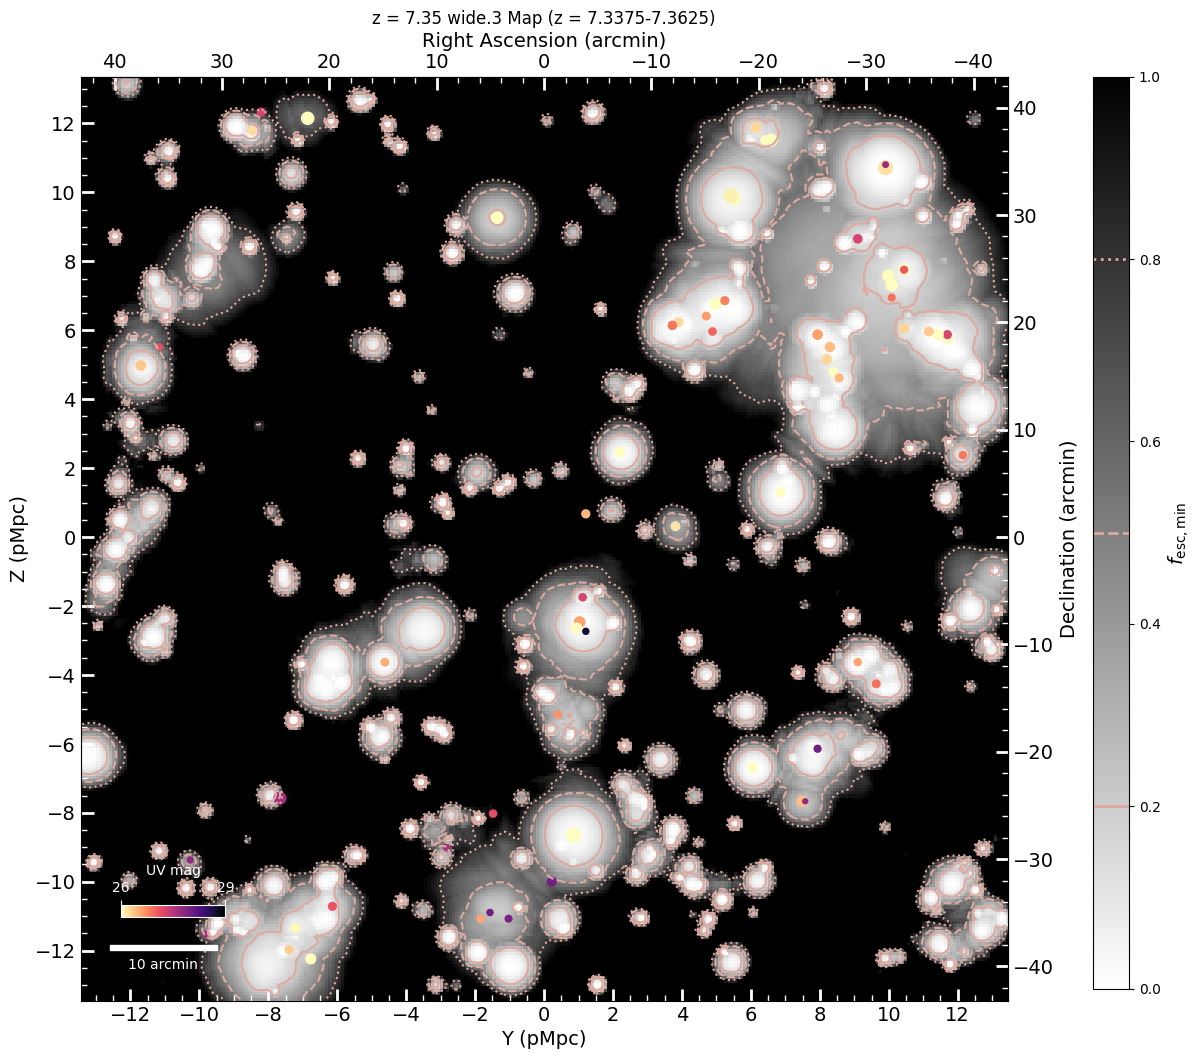 z = 7.35 wide.3 Map (z = 7.3375-7.3625)
Right Ascension (arcmin)
40 30 20 10 0 −10 −20 −30 −40
12 10 8 6 4 2 0 −2 −4 −6 −8 −10 −12
Z (pMpc)
40 30 20 10 0 −10 −20 −30 −40
Declination (arcmin)
1.0 0.8 0.6 0.4 0.2 0.0
fesc,min
UV mag
26 29
10 arcmin
−12 −10 −8 −6 −4 −2 0 2 4 6 8 10 12
Y (pMpc)